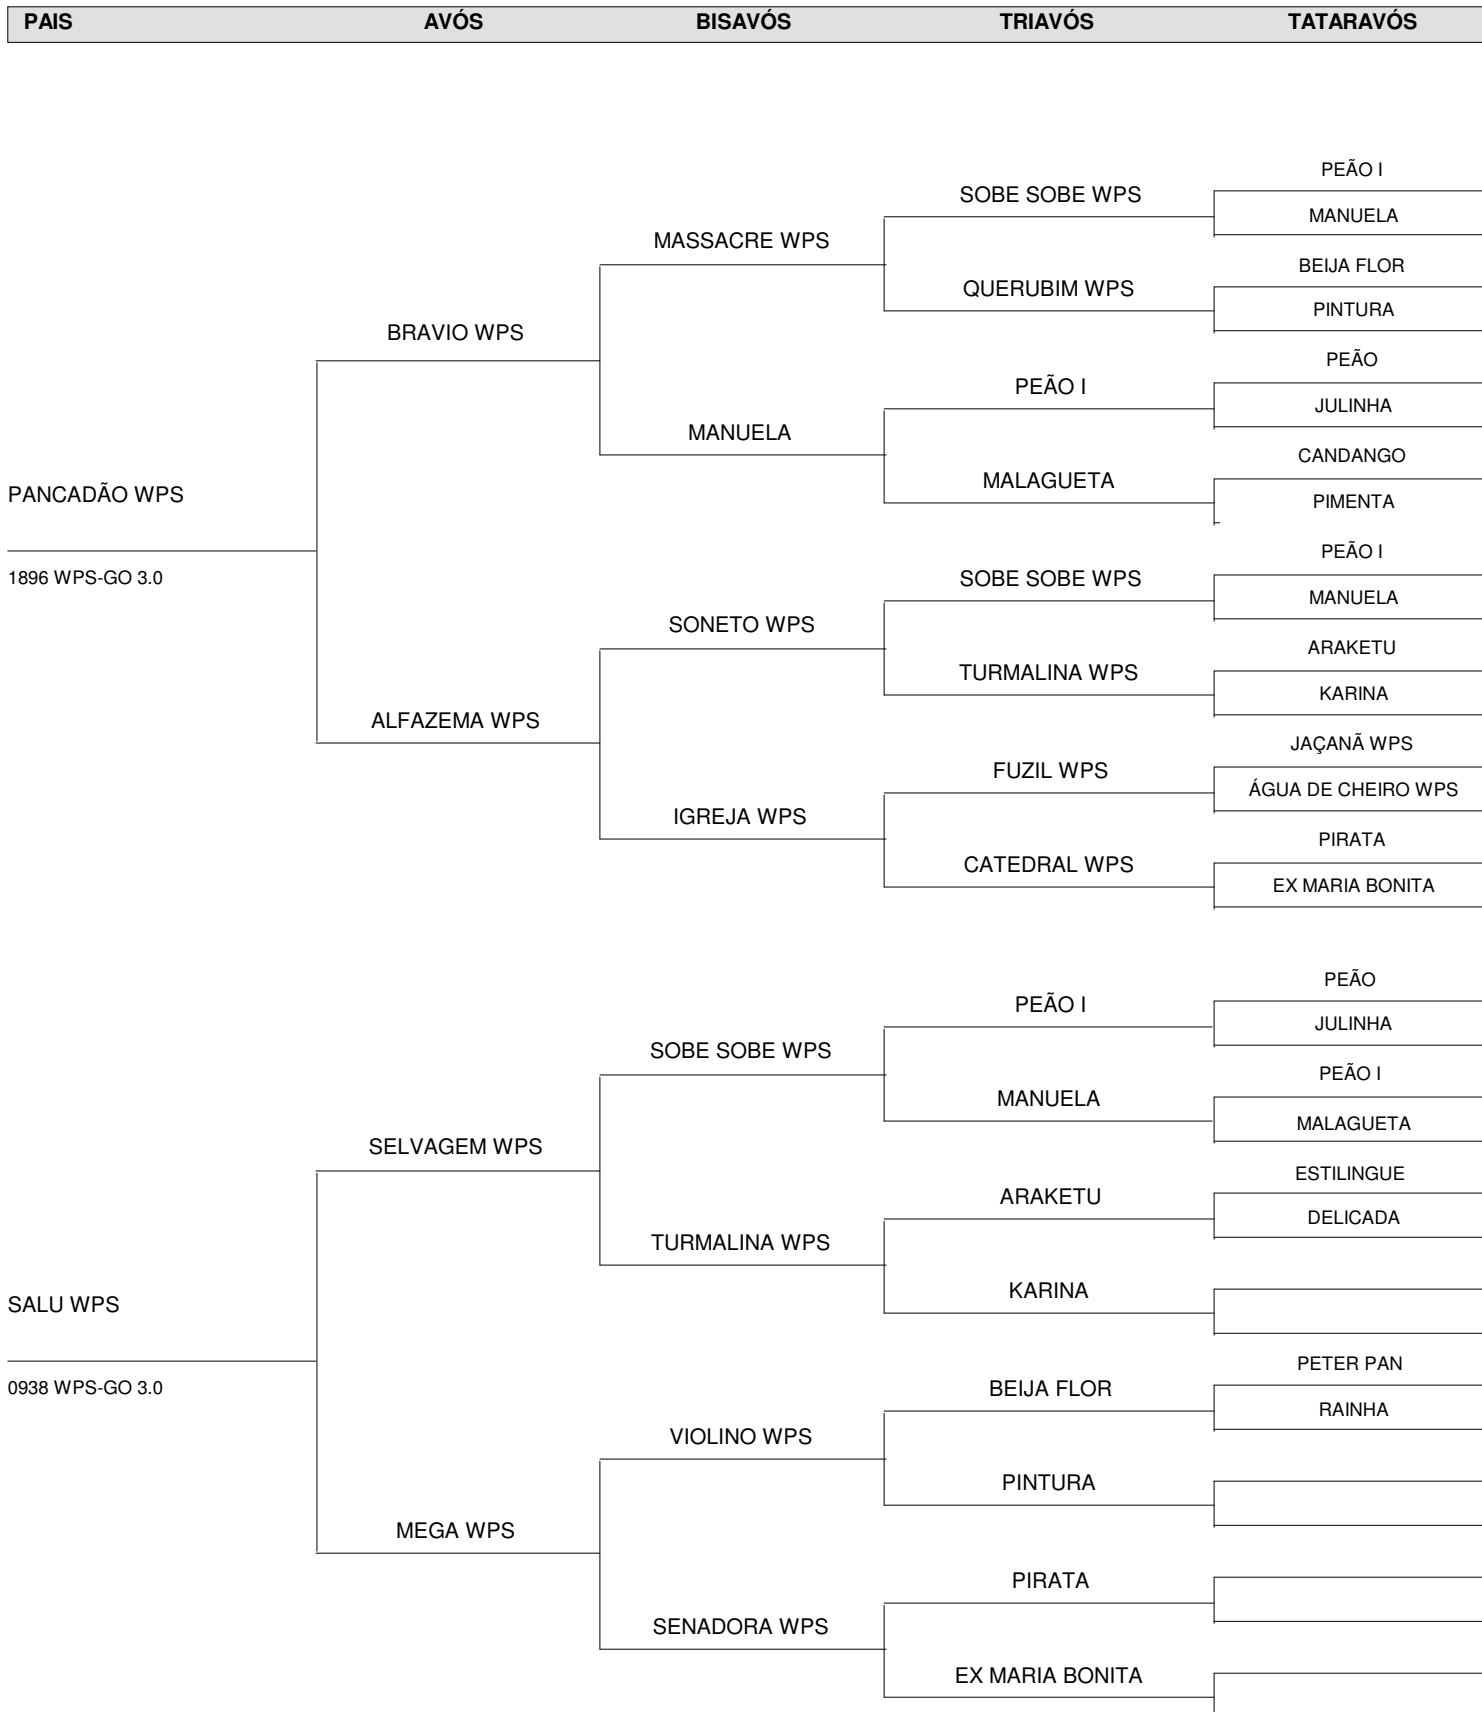 PAIS AVÓS BISAVÓS TRIAVÓS TATARAVÓS
PEÃO I
SOBE SOBE WPS
MANUELA
MASSACRE WPS
BEIJA FLOR
QUERUBIM WPS
PINTURA
BRAVIO WPS
PEÃO
PEÃO I
JULINHA
MANUELA
CANDANGO
MALAGUETA
PANCADÃO WPS
PIMENTA
PEÃO I
1896 WPS-GO 3.0
SOBE SOBE WPS
MANUELA
SONETO WPS
ARAKETU
TURMALINA WPS
KARINA
ALFAZEMA WPS
JAÇANÃ WPS
FUZIL WPS
ÁGUA DE CHEIRO WPS
IGREJA WPS
PIRATA
CATEDRAL WPS
EX MARIA BONITA
PEÃO
PEÃO I
JULINHA
SOBE SOBE WPS
PEÃO I
MANUELA
MALAGUETA
SELVAGEM WPS
ESTILINGUE
ARAKETU
DELICADA
TURMALINA WPS
KARINA
SALU WPS
PETER PAN
0938 WPS-GO 3.0
BEIJA FLOR
RAINHA
VIOLINO WPS
PINTURA
MEGA WPS
PIRATA
SENADORA WPS
EX MARIA BONITA